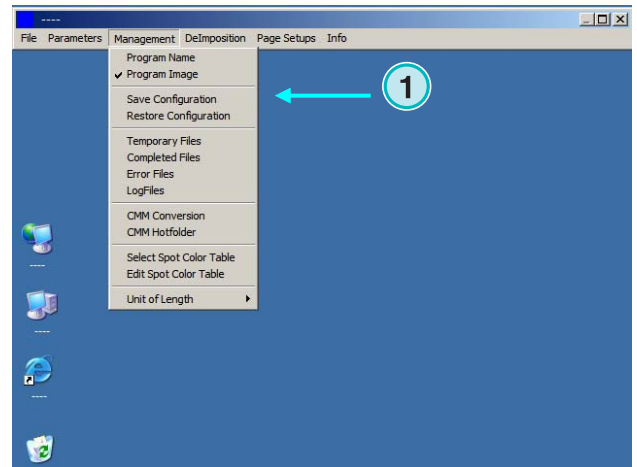 ----
File Parameters Management DeImposition Page Setups Info
Program Name
Program Image
Save Configuration
Restore Configuration
Temporary Files
Completed Files
Error Files
LogFiles
CMM Conversion
CMM Hotfolder
Select Spot Color Table
Edit Spot Color Table
Unit of Length
1
----
----
----